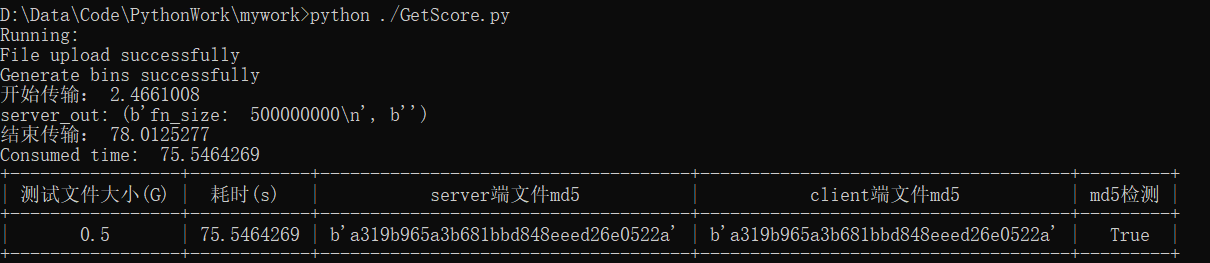 D:\Data\Code\PythonWork\mywork>python ./GetScore.py
Running:
File upload successfully
Generate bins successfully
开始传输： 2.4661008
server_out: (b'fn_size:  500000000\n', b'')
结束传输： 78.0125277
Consumed time:  75.5464269
+-----------------+------------+-------------------------------------+-------------------------------------+---------+
| 测试文件大小(G) | 耗时(s) | server端文件md5 | client端文件md5 | md5检测 |
+-----------------+------------+-------------------------------------+-------------------------------------+---------+
| 0.5 | 75.5464269 | b'a319b965a3b681bbd848eeed26e0522a' | b'a319b965a3b681bbd848eeed26e0522a' | True |
+-----------------+------------+-------------------------------------+-------------------------------------+---------+